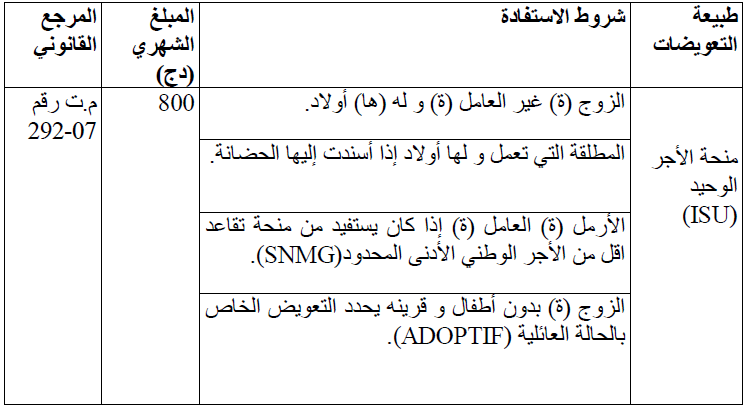 طبيعة
التعويضات
شروط الاستفادة
المبلغ
الشهري
(دج)
المرجع
القانوني
منحة الأجر
الوحيد
(ISU)
الزوج (ة) غير العامل (ة) و له (ها) أولاد.
المطلقة التي تعمل و لها أولاد إذا أسندت إليها الحضانة.
الأرمل (ة) العامل (ة) إذا كان يستفيد من منحة تقاعد
اقل من الأجر الوطني الأدنى المحدود(SNMG).
الزوج (ة) بدون أطفال و قرينه يحدد التعويض الخاص
بالحالة العائلية (ADOPTIF).
800
م.ت رقم
292-07